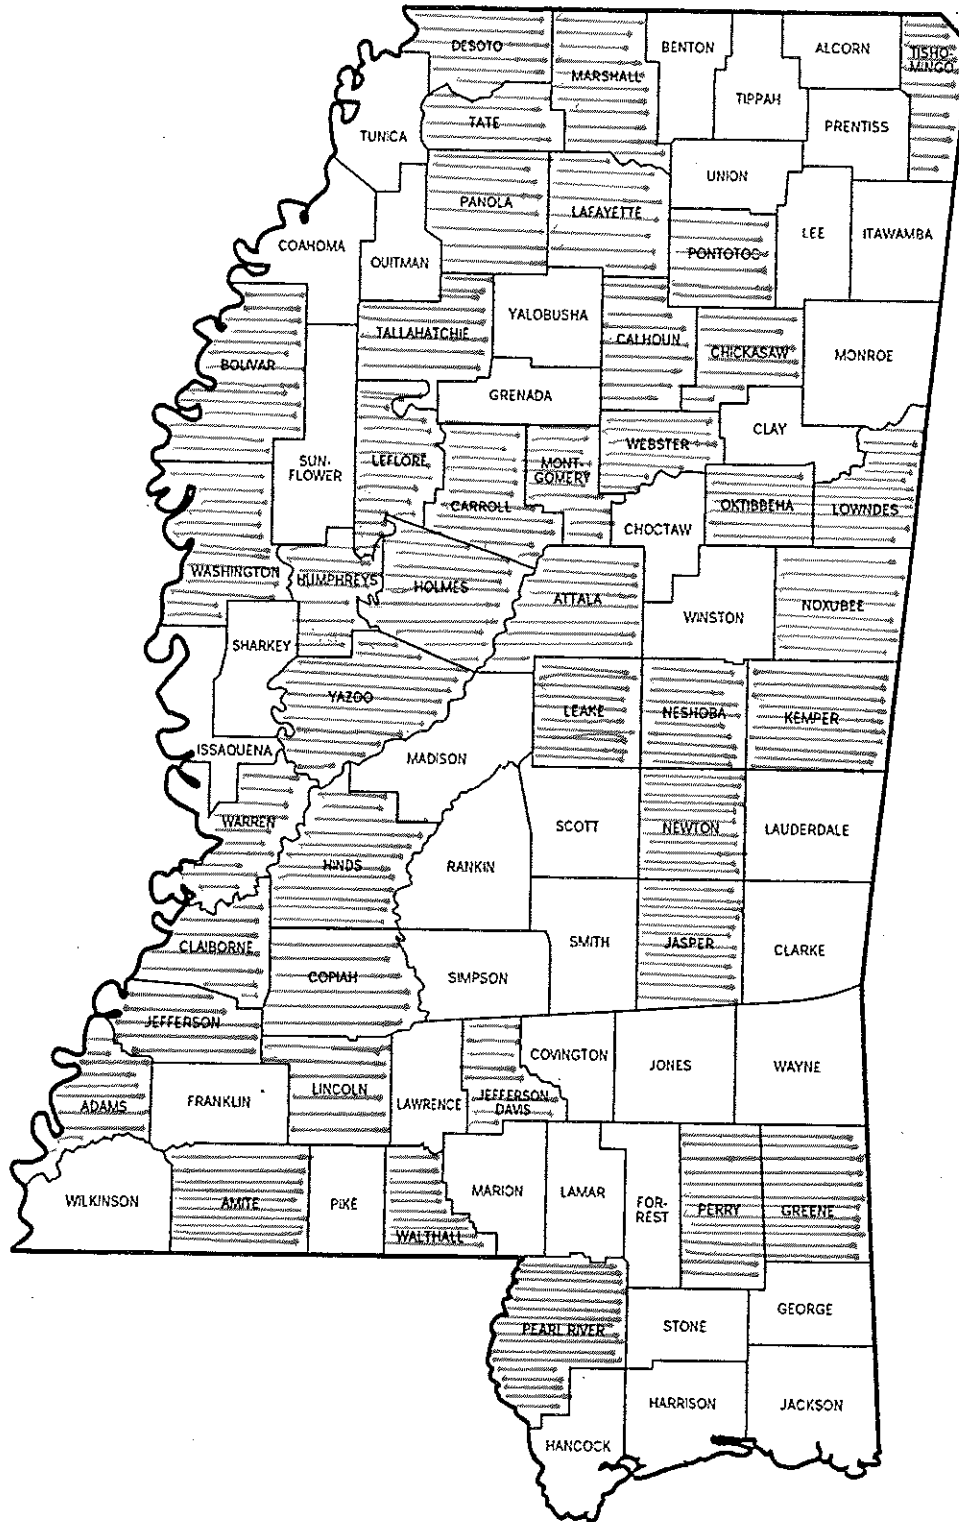 DESOTO
BENTON
ALCORN
TISHO-
MINGO
MARSHALL
TIPPAH
TATE
TUNICA
PRENTISS
UNION
PANOLA
LAFAYETTE
LEE
ITAWAMBA
COAHOMA
QUITMAN
PONTOTOS
YALOBUSHA
TALLAHATCHIE
CALHOUN
CHICKASAW
MONROE
BOLIVAR
GRENADA
CLAY
WEBSTER
SUN-
FLOWER
LEFLORE
MONT-
GOMERY
CARROLL
CHOCTAW
OKTIBBEHA
LOWNDES
WASHINGTON
HUMPHREYS
HOLMES
ATTALA
WINSTON
NOXUBEE
SHARKEY
YAZOO
LEAKE
NESHOBA
KEMPER
ISSAQUENA
MADISON
WARREN
SCOTT
NEWTON
LAUDERDALE
HINDS
RANKIN
CLAIBORNE
SMITH
JASPER
CLARKE
COPIAH
SIMPSON
JEFFERSON
COVINGTON
JONES
WAYNE
ADAMS
FRANKLIN
LINCOLN
LAWRENCE
JEFFERSON
DAVIS
WILKINSON
AMITE
PIKE
WALTHALL
MARION
LAMAR
FOR-
REST
PERRY
GREENE
PEARL RIVER
STONE
GEORGE
HARRISON
JACKSON
HANCOCK